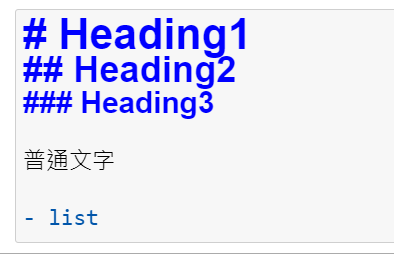 # Heading1
## Heading2
### Heading3
普通文字
- list